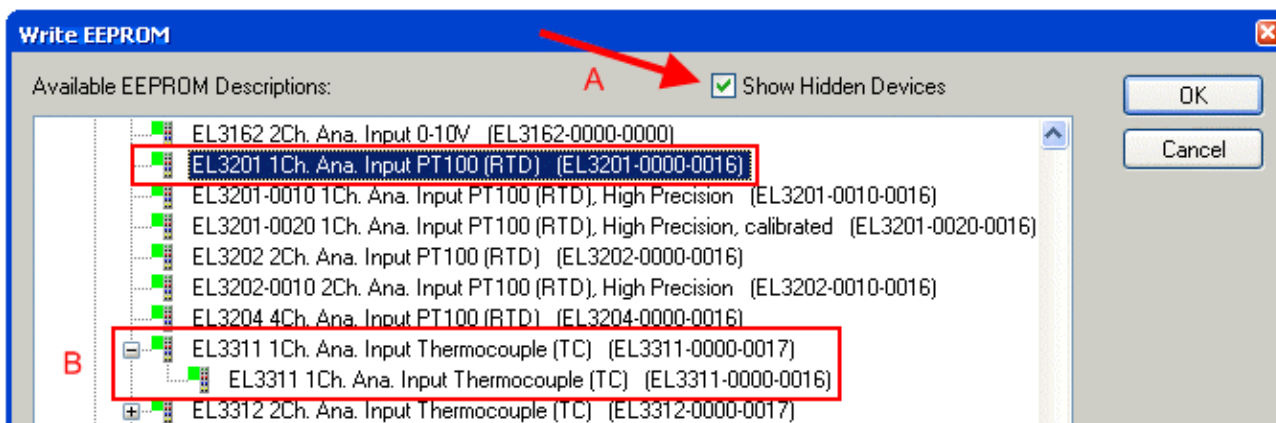 Write EEPROM
Available EEPROM Descriptions: A Show Hidden Devices OK
EL3162 2Ch. Ana. Input 0-10V (EL3162-0000-0000)
EL3201 1Ch. Ana. Input PT100 (RTD) (EL3201-0000-0016)
Cancel
EL3201-0010 1Ch. Ana. Input PT100 (RTD), High Precision (EL3201-0010-0016)
EL3201-0020 1Ch. Ana. Input PT100 (RTD), High Precision, calibrated (EL3201-0020-0016)
EL3202 2Ch. Ana. Input PT100 (RTD) (EL3202-0000-0016)
EL3202-0010 2Ch. Ana. Input PT100 (RTD), High Precision (EL3202-0010-0016)
EL3204 4Ch. Ana. Input PT100 (RTD) (EL3204-0000-0016)
EL3311 1Ch. Ana. Input Thermocouple (TC) (EL3311-0000-0017)
B
EL3311 1Ch. Ana. Input Thermocouple (TC) (EL3311-0000-0016)
EL3312 2Ch. Ana. Input Thermocouple (TC) (EL3312-0000-0017)